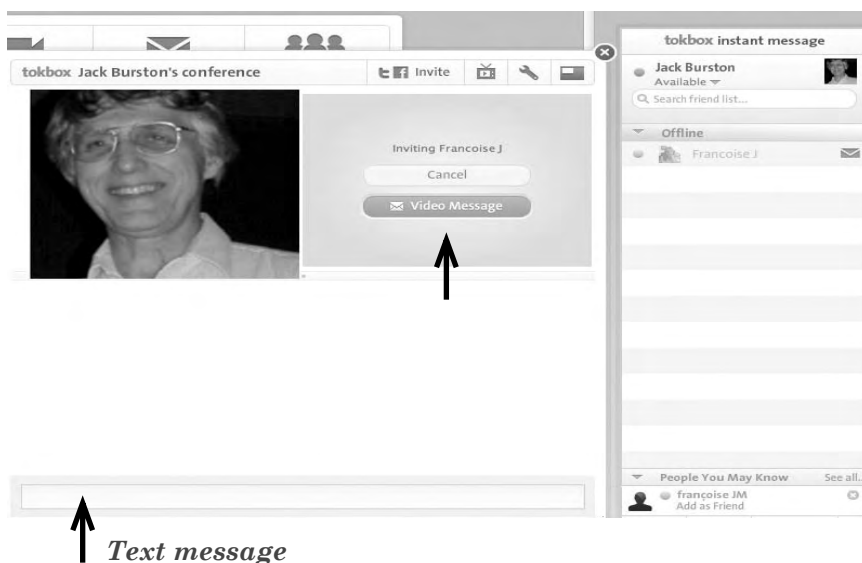 tokbox instant message
tokbox Jack Burston's conference
Invite
Jack Burston
Available
Search friend list...
Inviting Francoise J
Cancel
Video Message
Offline
Francoise J
People You May Know
See all..
françoise JM
Add as Friend
Text message